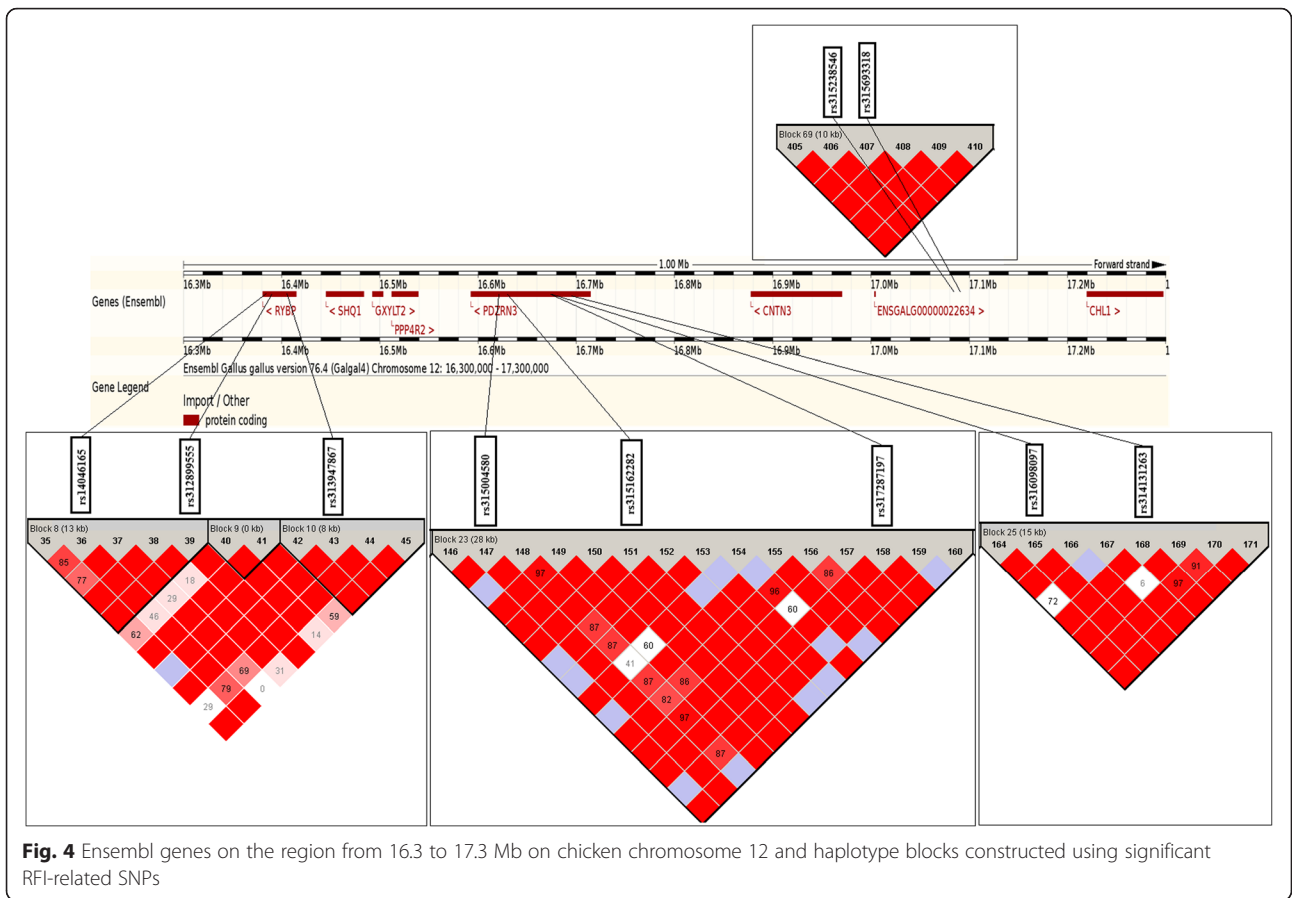 rs315238546
rs315693318
Block 69 (10 kb)
405 406 407 408 409 410
1.00 Mb
Forward strand
16.3Mb 16.4Mb 16.5Mb 16.6Mb 16.7Mb 16.8Mb 16.9Mb 17.0Mb 17.1Mb 17.2Mb 1
Genes (Ensembl)
< RYBP
< SHQ1
GXYLT2 >
PPP4R2 >
< PDZRN3
< CNTN3
ENSGALG00000022634 >
CHL1 >
16.3Mb 16.4Mb 16.5Mb 16.6Mb 16.7Mb 16.8Mb 16.9Mb 17.0Mb 17.1Mb 17.2Mb 1
Ensembl Gallus gallus version 76.4 (Galgal4) Chromosome 12: 16,300,000 - 17,300,000
Gene Legend
Import / Other
protein coding
rs14046165
rs312899555
rs313947867
Block 8 (13 kb) Block 9 (0 kb) Block 10 (8 kb)
35 36 37 38 39 40 41 42 43 44 45
85
77 18
29
46 59
62 14
69 31
79 0
29
rs315004580
rs315162282
rs317287197
Block 23 (28 kb)
146 147 148 149 150 151 152 153 154 155 156 157 158 159 160
97 86
96
60
87
87 60
41
87 86
82
87
87
rs316098097
rs314131263
Block 25 (15 kb)
164 165 166 167 168 169 170 171
91
6 97
72
Fig. 4 Ensembl genes on the region from 16.3 to 17.3 Mb on chicken chromosome 12 and haplotype blocks constructed using significant
RFI-related SNPs